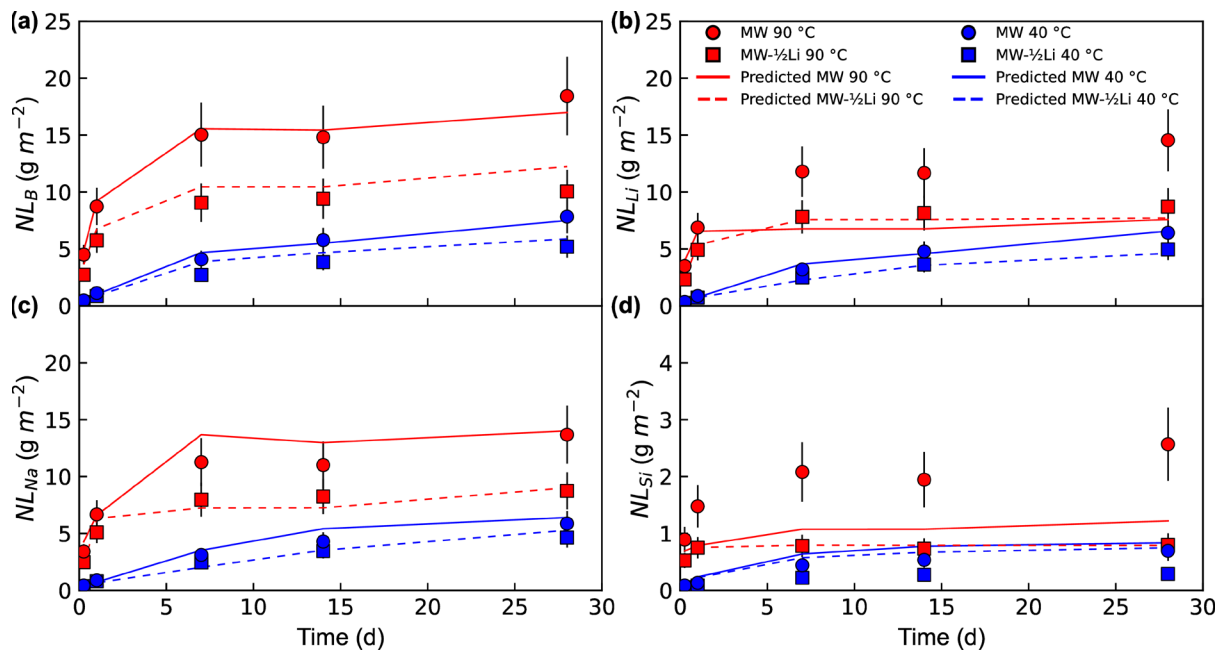 (a)
25
20
15
10
5
0
NL_B (g m⁻²)
(b)
25
20
15
10
5
0
NL_Li (g m⁻²)
MW 90 °C
MW-½Li 90 °C
Predicted MW 90 °C
Predicted MW-½Li 90 °C
MW 40 °C
MW-½Li 40 °C
Predicted MW 40 °C
Predicted MW-½Li 40 °C
(c)
20
15
10
5
0
NL_Na (g m⁻²)
0 5 10 15 20 25 30
Time (d)
(d)
4
3
2
1
0
NL_Si (g m⁻²)
0 5 10 15 20 25 30
Time (d)